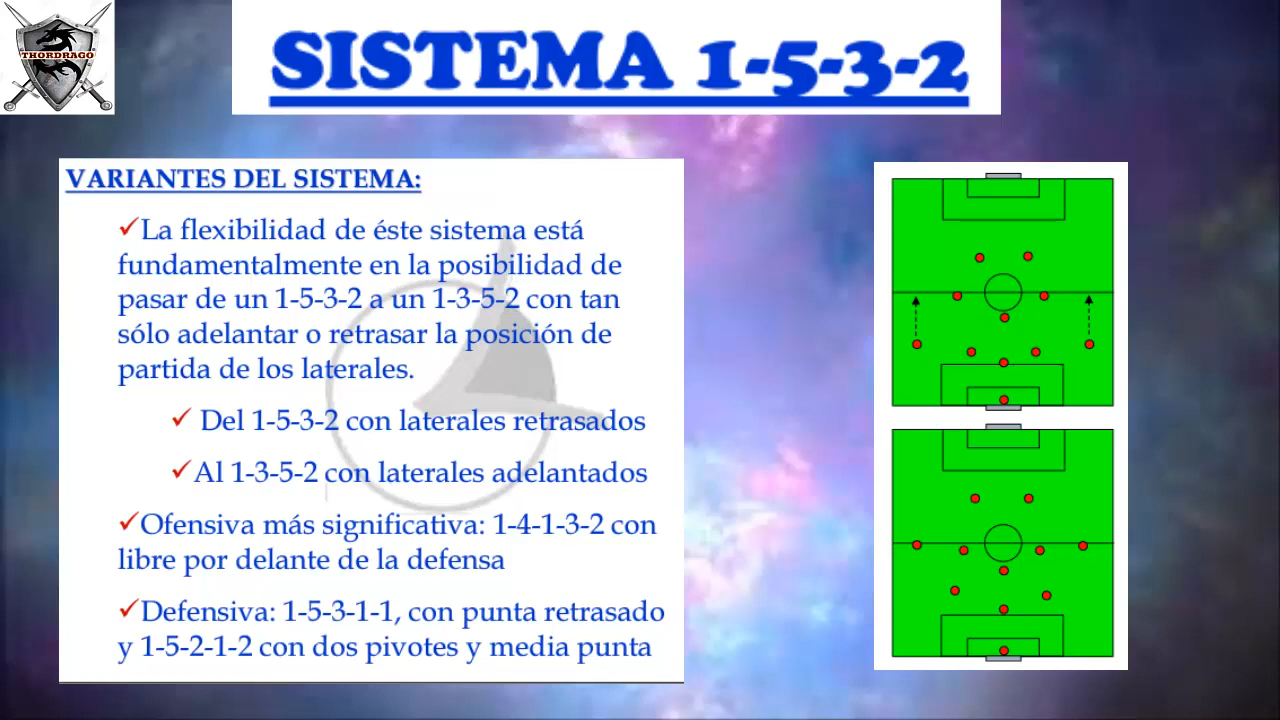 THORDRAGO
SISTEMA 1-5-3-2
VARIANTES DEL SISTEMA:
✓La flexibilidad de éste sistema está
fundamentalmente en la posibilidad de
pasar de un 1-5-3-2 a un 1-3-5-2 con tan
sólo adelantar o retrasar la posición de
partida de los laterales.
✓ Del 1-5-3-2 con laterales retrasados
✓Al 1-3-5-2 con laterales adelantados
✓Ofensiva más significativa: 1-4-1-3-2 con
libre por delante de la defensa
✓Defensiva: 1-5-3-1-1, con punta retrasado
y 1-5-2-1-2 con dos pivotes y media punta